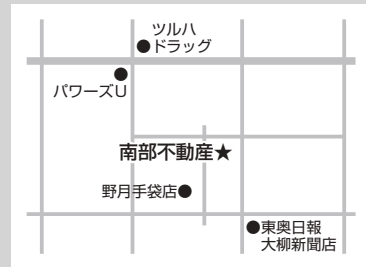 ツルハ
●ドラッグ
パワーズU
南部不動産★
野月手袋店●
●東奥日報
大柳新聞店